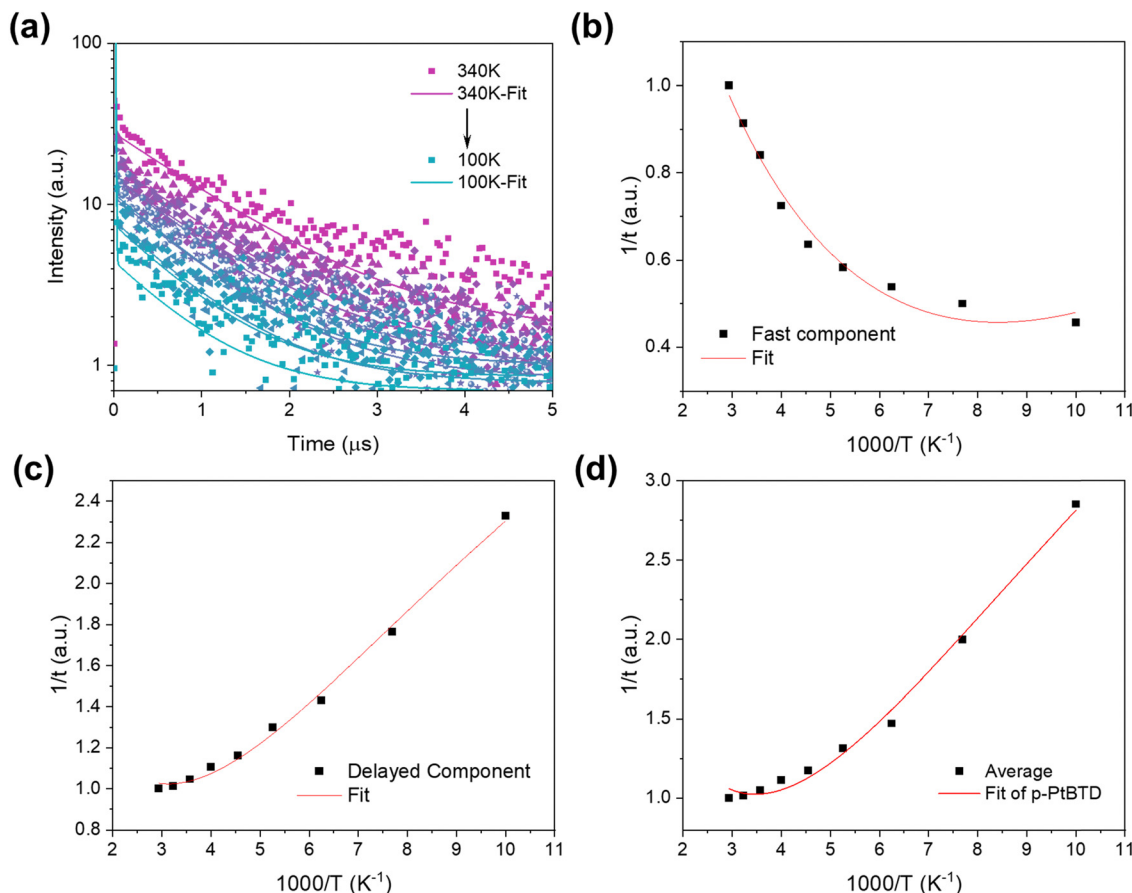 (a)
100
10
1
Intensity (a.u.)
340K
340K-Fit
100K
100K-Fit
0 1 2 3 4 5
Time (μs)
(b)
1.0
0.8
0.6
0.4
1/t (a.u.)
Fast component
Fit
2 3 4 5 6 7 8 9 10 11
1000/T (K⁻¹)
(c)
2.4
2.2
2.0
1.8
1.6
1.4
1.2
1.0
0.8
1/t (a.u.)
Delayed Component
Fit
2 3 4 5 6 7 8 9 10 11
1000/T (K⁻¹)
(d)
3.0
2.5
2.0
1.5
1.0
1/t (a.u.)
Average
Fit of p-PtBTD
2 3 4 5 6 7 8 9 10 11
1000/T (K⁻¹)